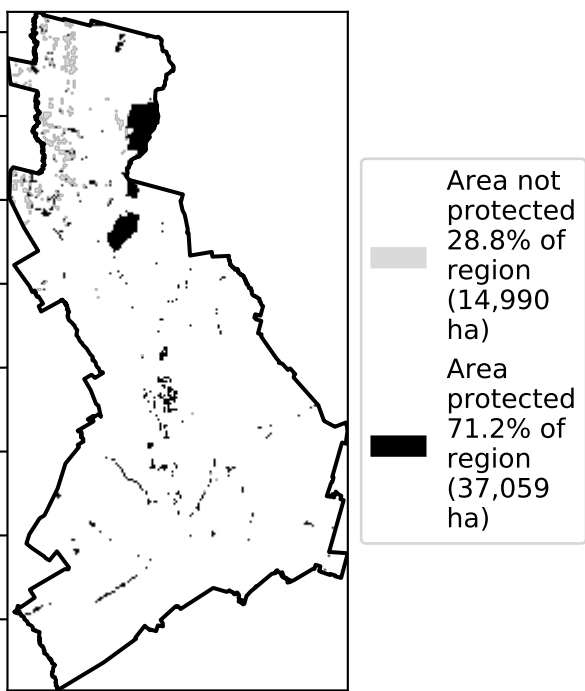 Area not
protected
28.8% of
region
(14,990
ha)
Area
protected
71.2% of
region
(37,059
ha)